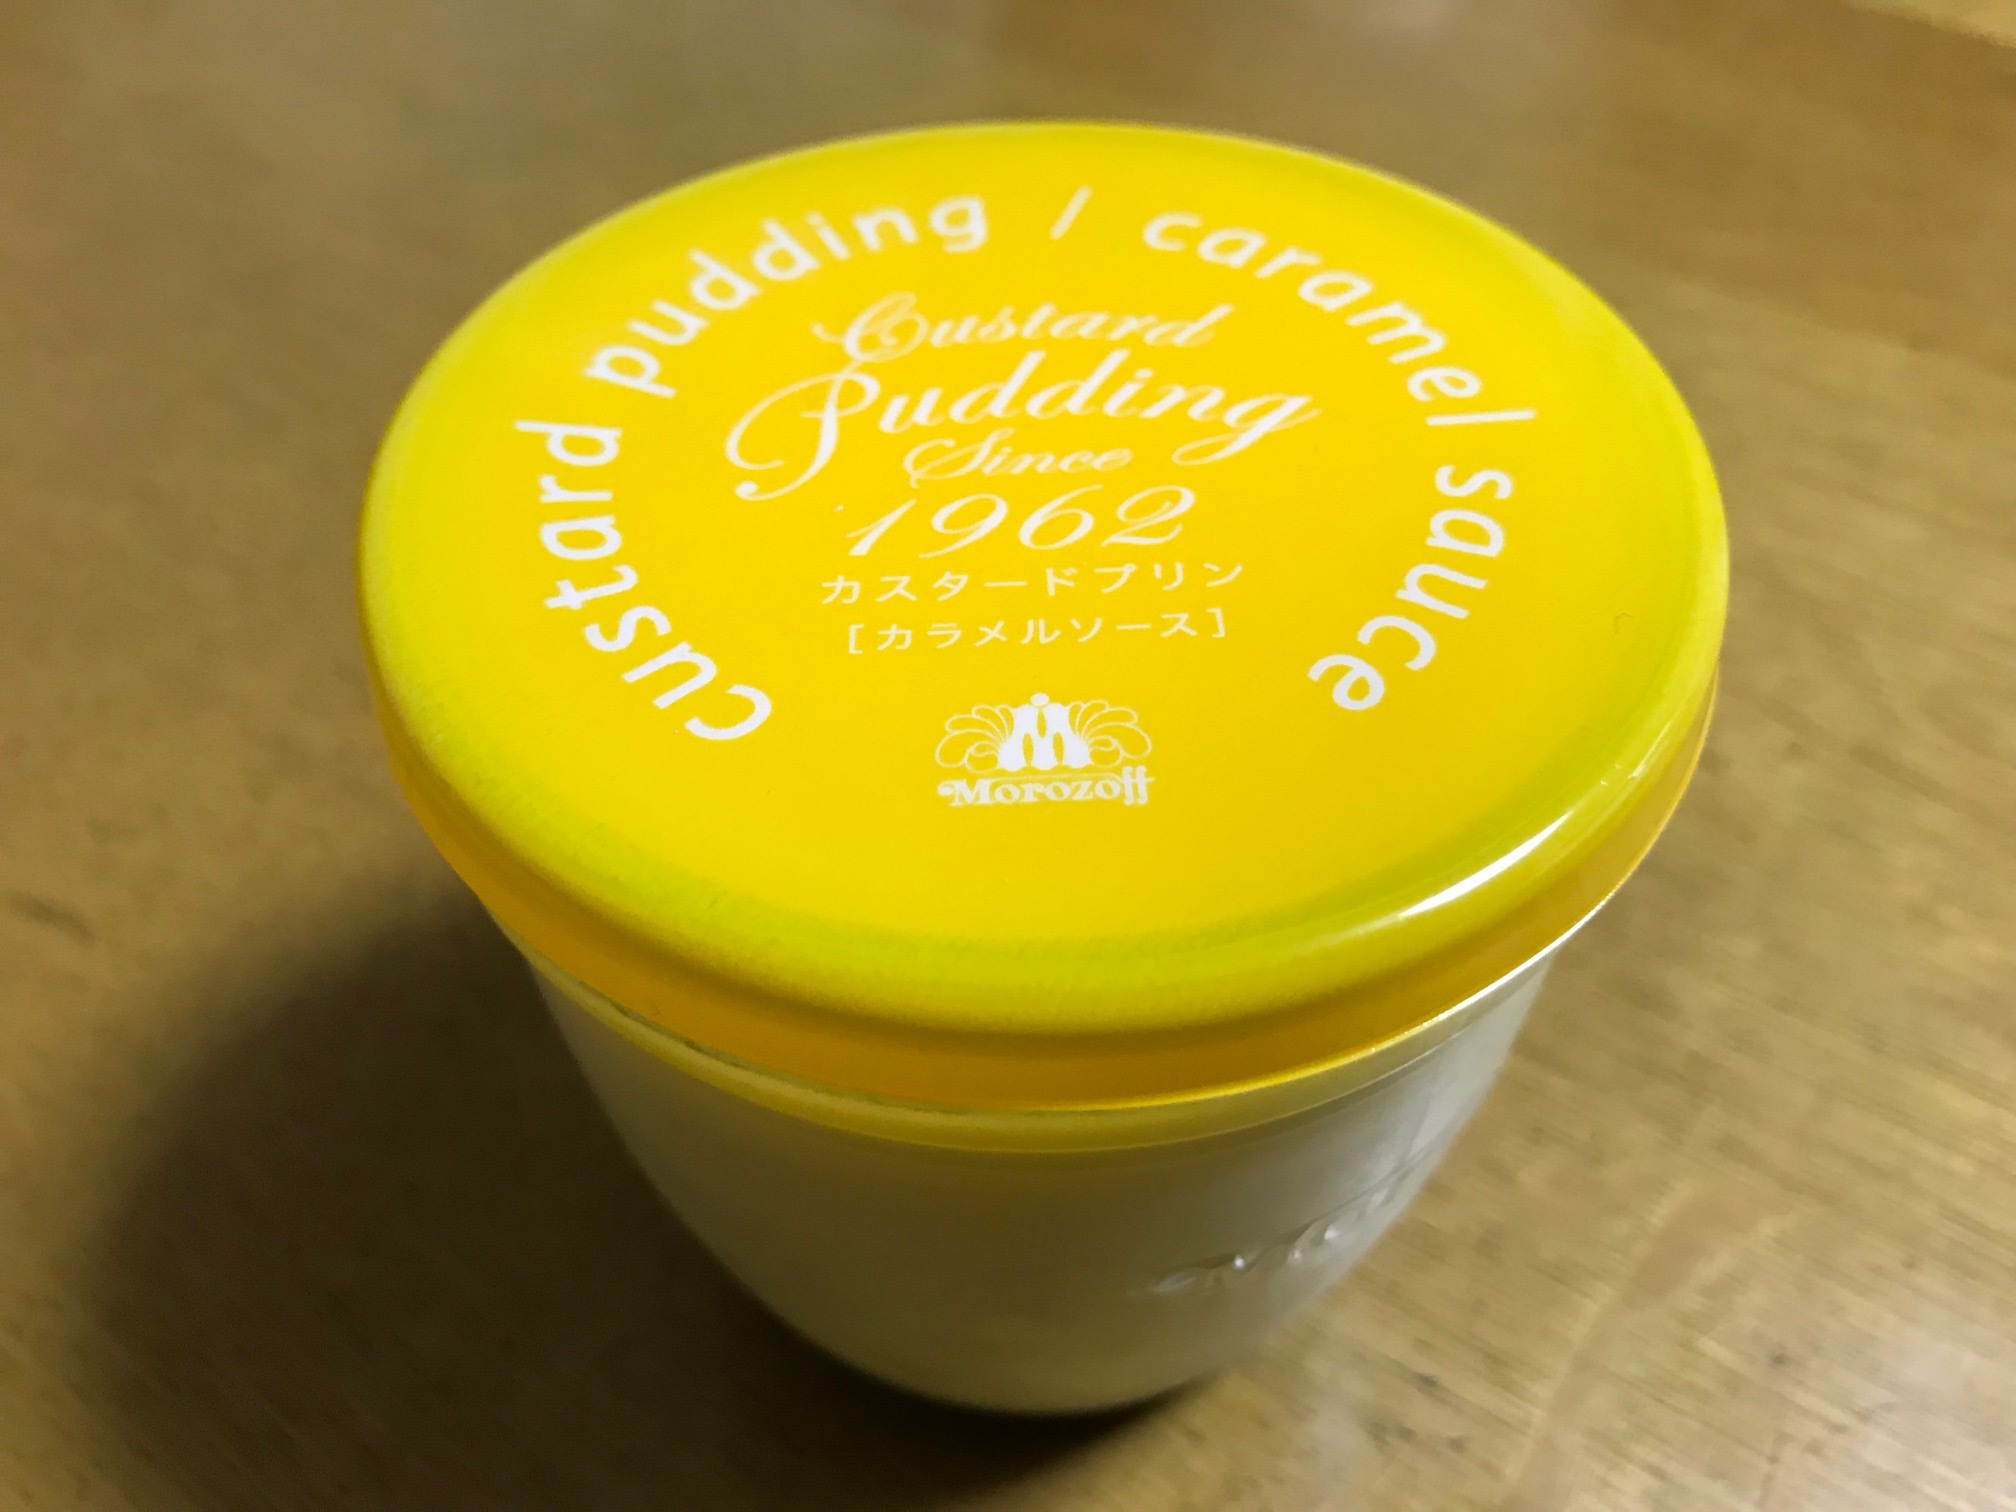 custard pudding / caramel sauce
Custard
Pudding
Since
1962
カスタードプリン
[カラメルソース]
M
Morozoff